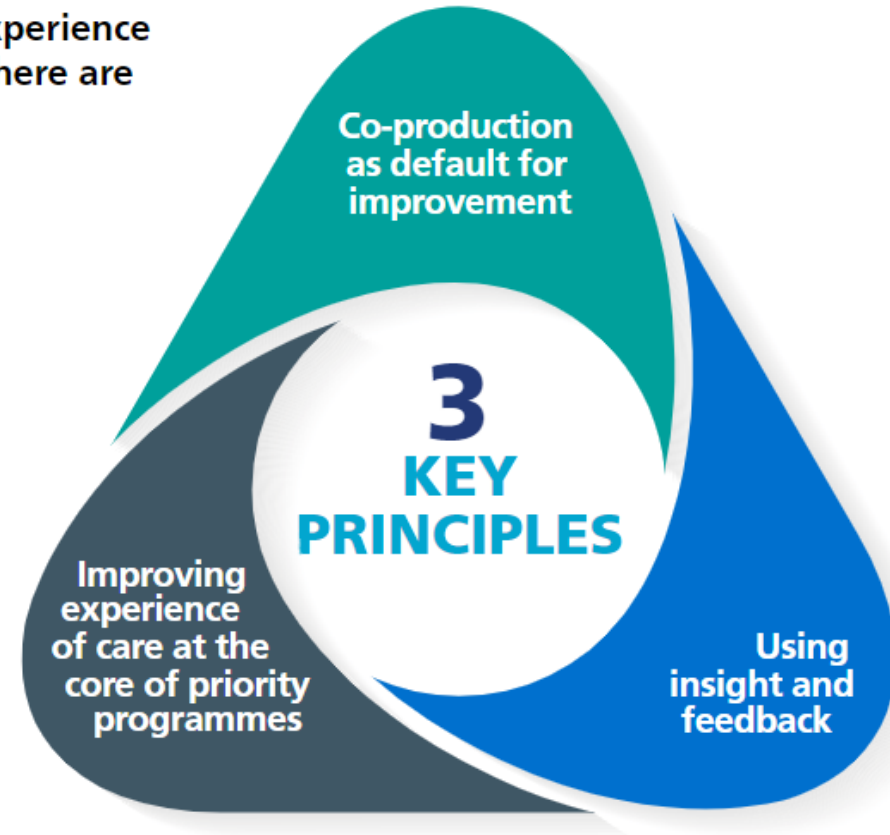 xperience
here are
Co-production
as default for
improvement
3
KEY
PRINCIPLES
Improving
experience
of care at the
core of priority
programmes
Using
insight and
feedback